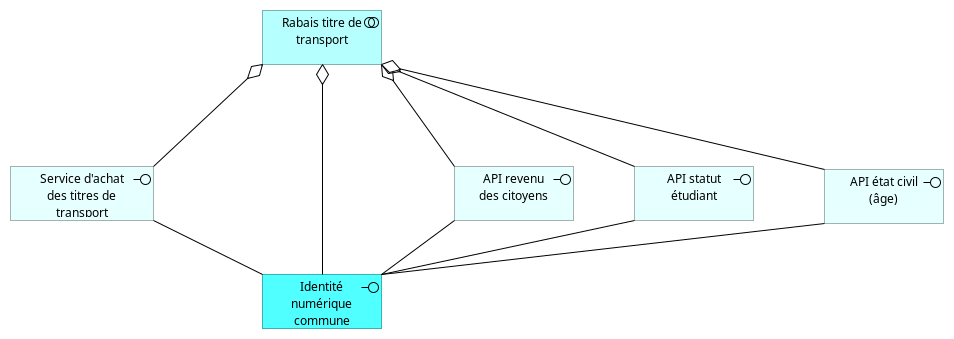 Rabais titre de
transport
Service d'achat
des titres de
transport
API revenu
des citoyens
API statut
étudiant
API état civil
(âge)
Identité
numérique
commune